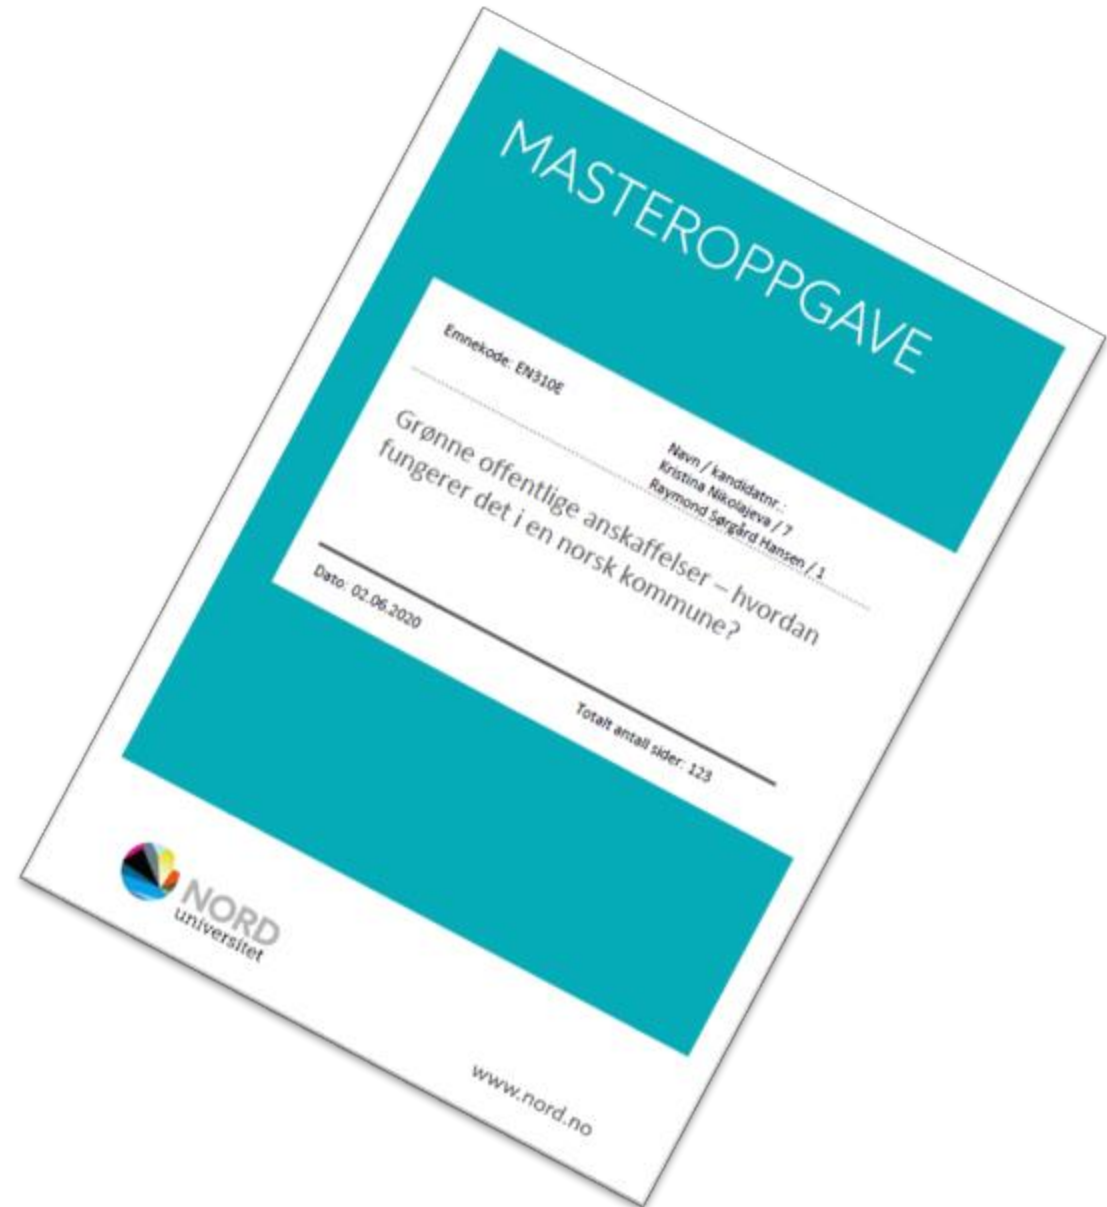 MASTEROPPGAVE
Emnekode: EN310E
Navn / kandidatnr.:
Kristina Nikolajeva / 7
Raymond Sørgård Hansen / 1
Grønne offentlige anskaffelser – hvordan
fungerer det i en norsk kommune?
Dato: 02.06.2020
Totalt antall sider: 123
NORD
universitet
www.nord.no